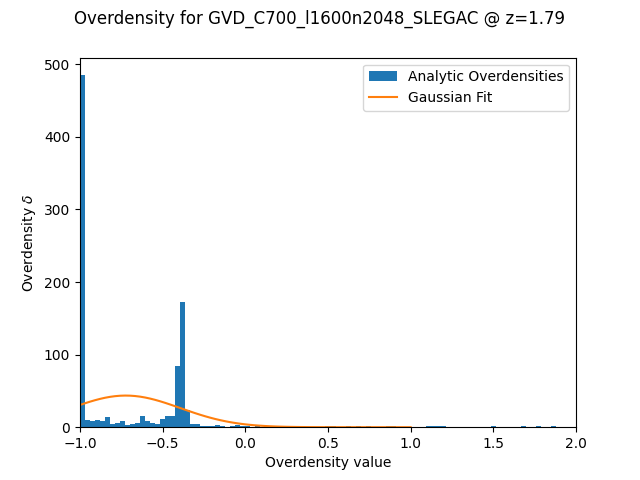 Overdensity for GVD_C700_l1600n2048_SLEGAC @ z=1.79
Analytic Overdensities
Gaussian Fit
Overdensity δ
500
400
300
200
100
0
−1.0 −0.5 0.0 0.5 1.0 1.5 2.0
Overdensity value